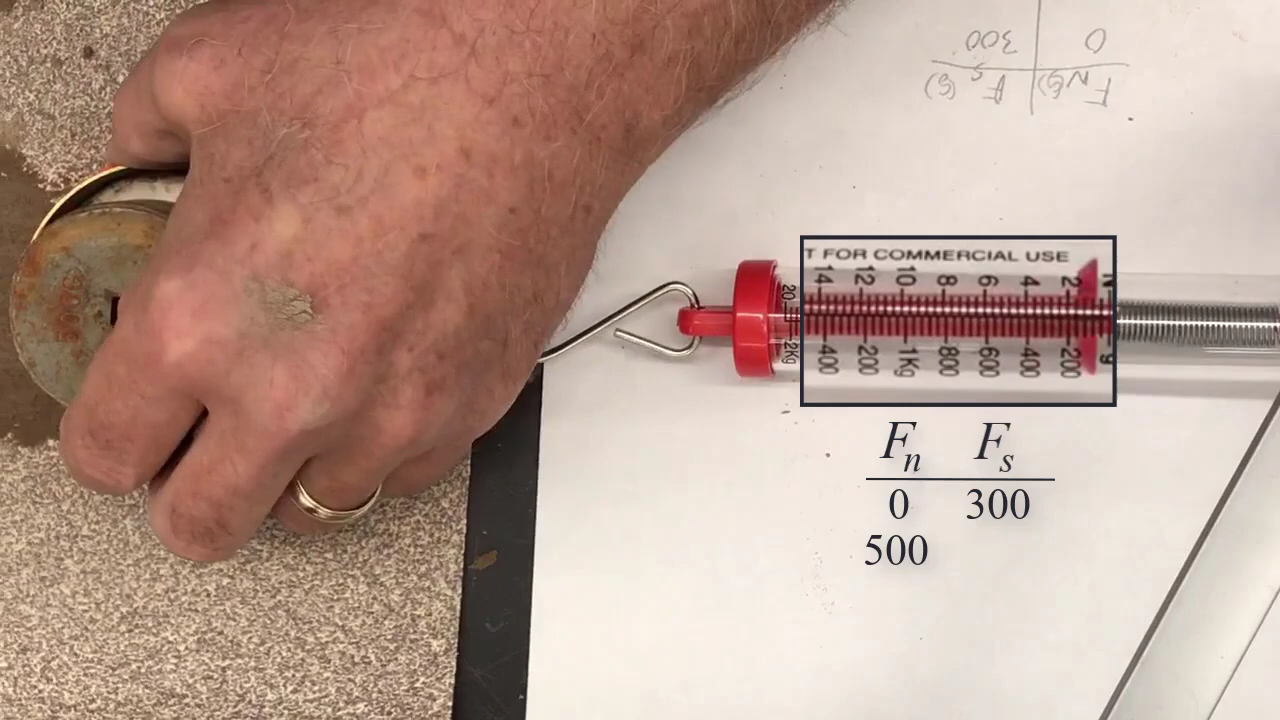 0 300
F_N(G) F_s(G)
T FOR COMMERCIAL USE
14 12 10 8 6 4 2 N
20
2Kg
400 200 1Kg 800 600 400 200 g
F_n F_s
0 300
500